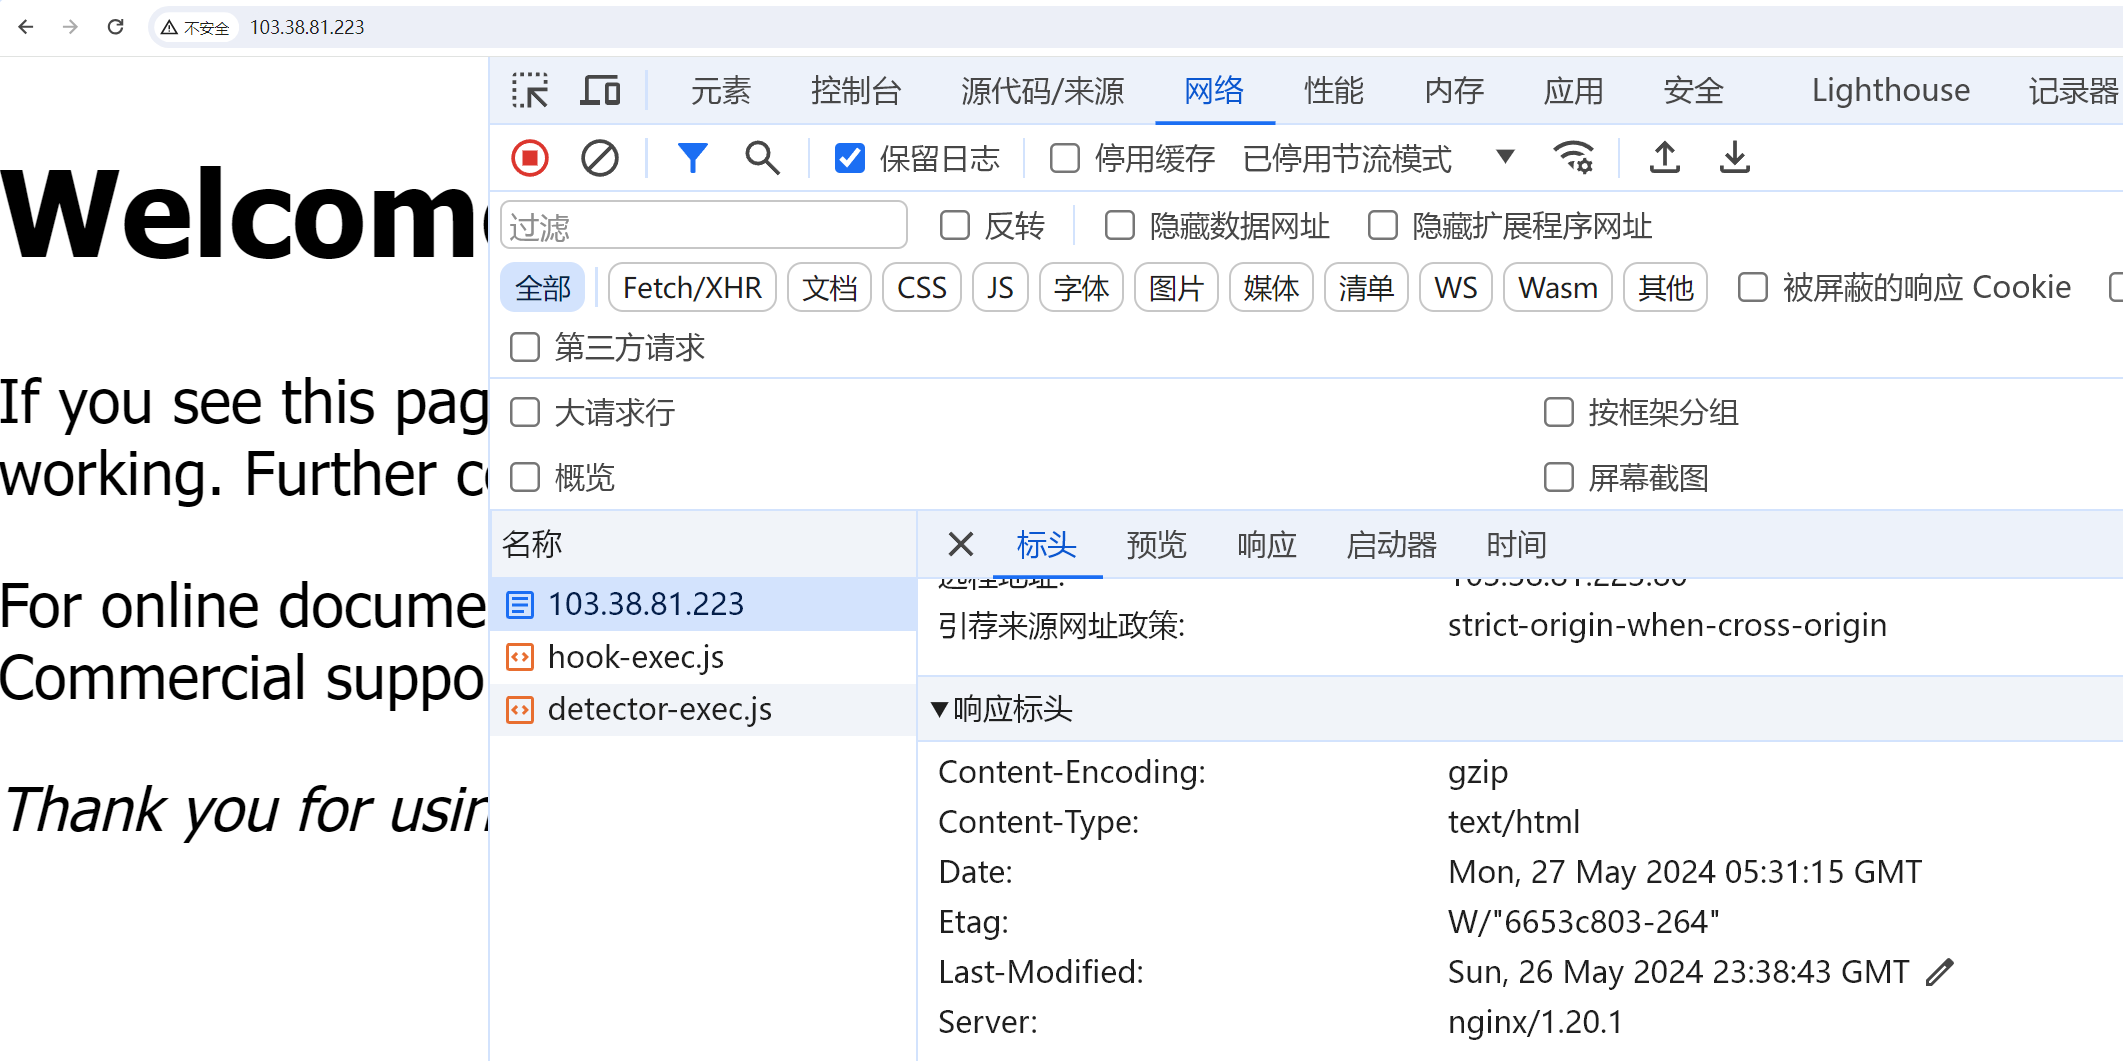 不安全 103.38.81.223
元素 控制台 源代码/来源 网络 性能 内存 应用 安全 Lighthouse 记录器
保留日志 停用缓存 已停用节流模式
过滤 反转 隐藏数据网址 隐藏扩展程序网址
全部 Fetch/XHR 文档 CSS JS 字体 图片 媒体 清单 WS Wasm 其他 被屏蔽的响应 Cookie
第三方请求
大请求行 按框架分组
概览 屏幕截图
Welcome
If you see this pag
working. Further c
For online docume
Commercial suppo
Thank you for usin
名称
103.38.81.223
hook-exec.js
detector-exec.js
标头 预览 响应 启动器 时间
远程地址: 103.38.81.223:80
引荐来源网址政策: strict-origin-when-cross-origin
响应标头
Content-Encoding: gzip
Content-Type: text/html
Date: Mon, 27 May 2024 05:31:15 GMT
Etag: W/"6653c803-264"
Last-Modified: Sun, 26 May 2024 23:38:43 GMT
Server: nginx/1.20.1